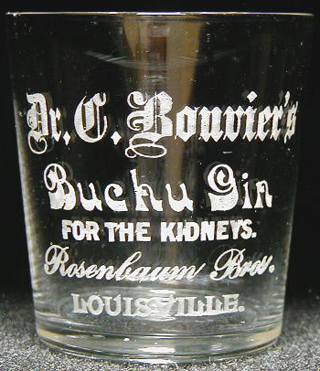 Dr. C. Bouvier's
Buchu Gin
FOR THE KIDNEYS.
Rosenbaum Bros.
LOUISVILLE.